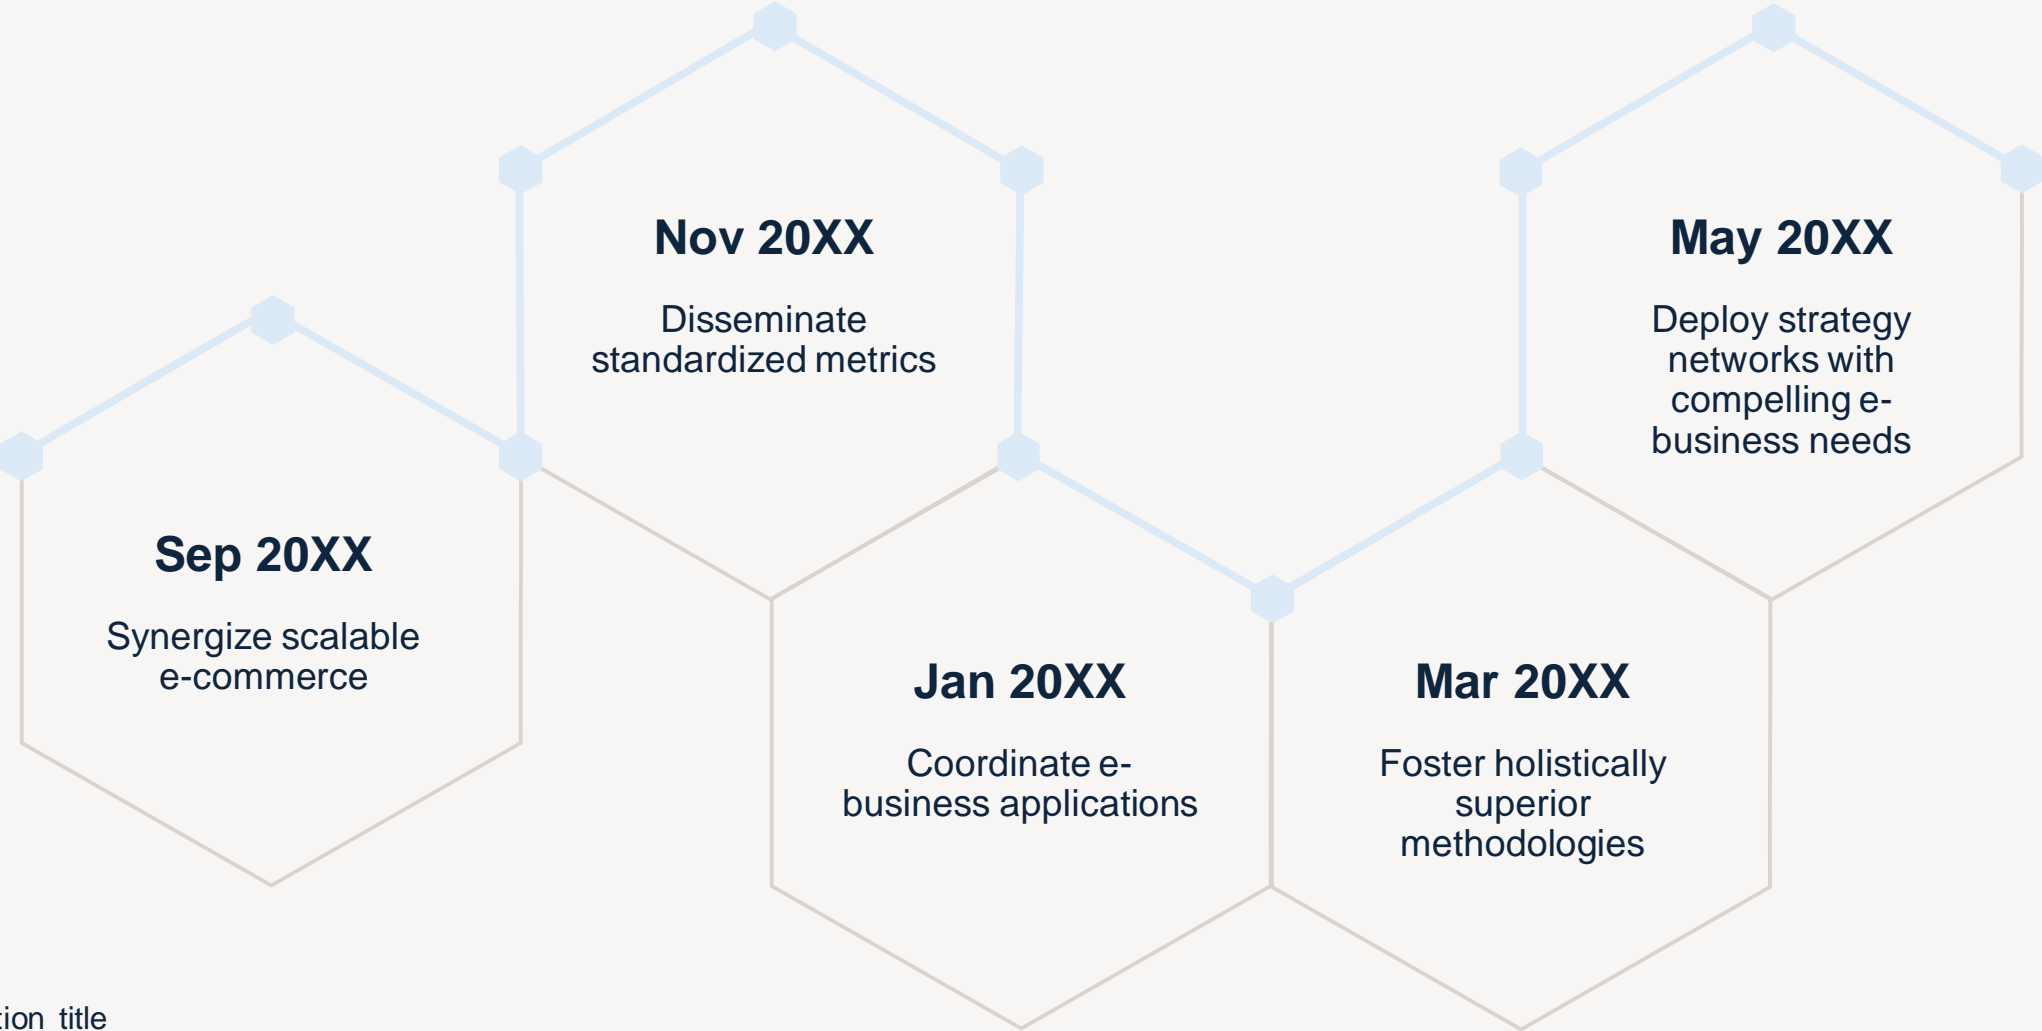 Sep 20XX
Synergize scalable
e-commerce
Nov 20XX
Disseminate
standardized metrics
Jan 20XX
Coordinate e-
business applications
Mar 20XX
Foster holistically
superior
methodologies
May 20XX
Deploy strategy
networks with
compelling e-
business needs
title